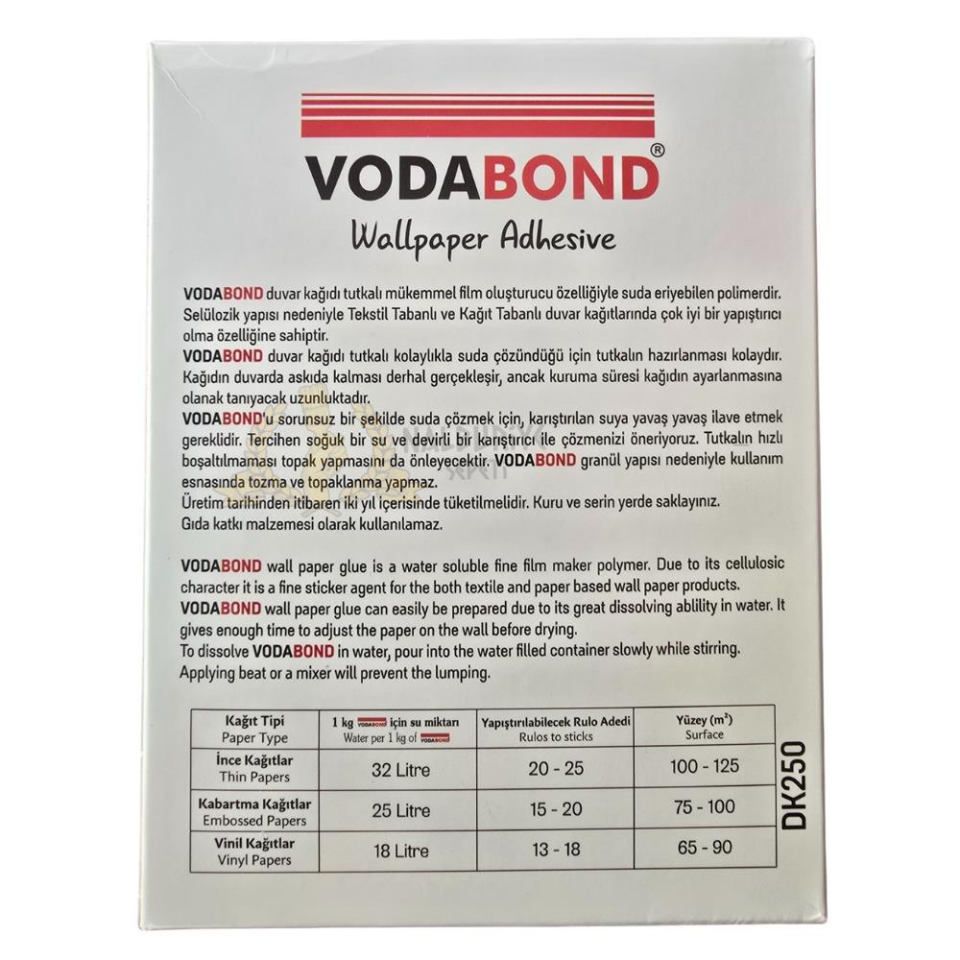 VODABOND®
Wallpaper Adhesive
VODABOND duvar kağıdı tutkalı mükemmel film oluşturucu özelliğiyle suda eriyebilen polimerdir.
Selülozik yapısı nedeniyle Tekstil Tabanlı ve Kağıt Tabanlı duvar kağıtlarında çok iyi bir yapıştırıcı
olma özelliğine sahiptir.
VODABOND duvar kağıdı tutkalı kolaylıkla suda çözündüğü için tutkalın hazırlanması kolaydır.
Kağıdın duvarda askıda kalması derhal gerçekleşir, ancak kuruma süresi kağıdın ayarlanmasına
olanak tanıyacak uzunluktadır.
VODABOND'u sorunsuz bir şekilde suda çözmek için, karıştırılan suya yavaş yavaş ilave etmek
gereklidir. Tercihen soğuk bir su ve devirli bir karıştırıcı ile çözmenizi öneriyoruz. Tutkalın hızlı
boşaltılmaması topak yapmasını da önleyecektir. VODABOND granül yapısı nedeniyle kullanım
esnasında tozma ve topaklanma yapmaz.
Üretim tarihinden itibaren iki yıl içerisinde tüketilmelidir. Kuru ve serin yerde saklayınız.
Gıda katkı malzemesi olarak kullanılamaz.
VODABOND wall paper glue is a water soluble fine film maker polymer. Due to its cellulosic
character it is a fine sticker agent for the both textile and paper based wall paper products.
VODABOND wall paper glue can easily be prepared due to its great dissolving ablility in water. It
gives enough time to adjust the paper on the wall before drying.
To dissolve VODABOND in water, pour into the water filled container slowly while stirring.
Applying beat or a mixer will prevent the lumping.
Kağıt Tipi 1 kg VODABOND için su miktarı Yapıştırılabilecek Rulo Adedi Yüzey (m²)
Paper Type Water per 1 kg of VODABOND Rulos to sticks Surface
İnce Kağıtlar
Thin Papers 32 Litre 20 - 25 100 - 125
Kabartma Kağıtlar
Embossed Papers 25 Litre 15 - 20 75 - 100
Vinil Kağıtlar
Vinyl Papers 18 Litre 13 - 18 65 - 90
DK250